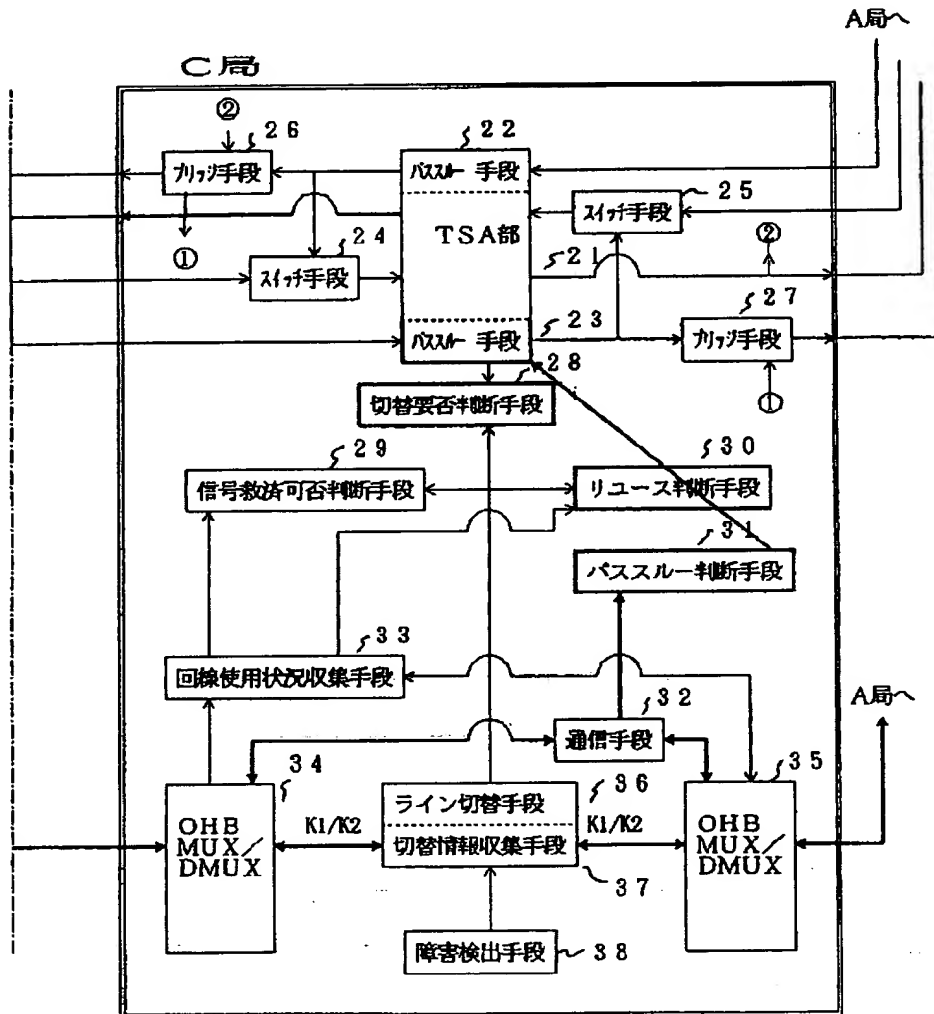 A局へ
C局
②
26
22
ブリッジ手段
パススルー 手段
25
スイッチ手段
①
24
TSA部
②
スイッチ手段
21
27
23
パススルー 手段
ブリッジ手段
28
切替要否判断手段
①
29
30
信号救済可否判断手段
リユース判断手段
31
パススルー判断手段
33
回線使用状況収集手段
32
A局へ
通信手段
34
35
36
OHB
MUX/
DMUX
K1/K2
ライン切替手段
切替情報収集手段
K1/K2
OHB
MUX/
DMUX
37
障害検出手段
38